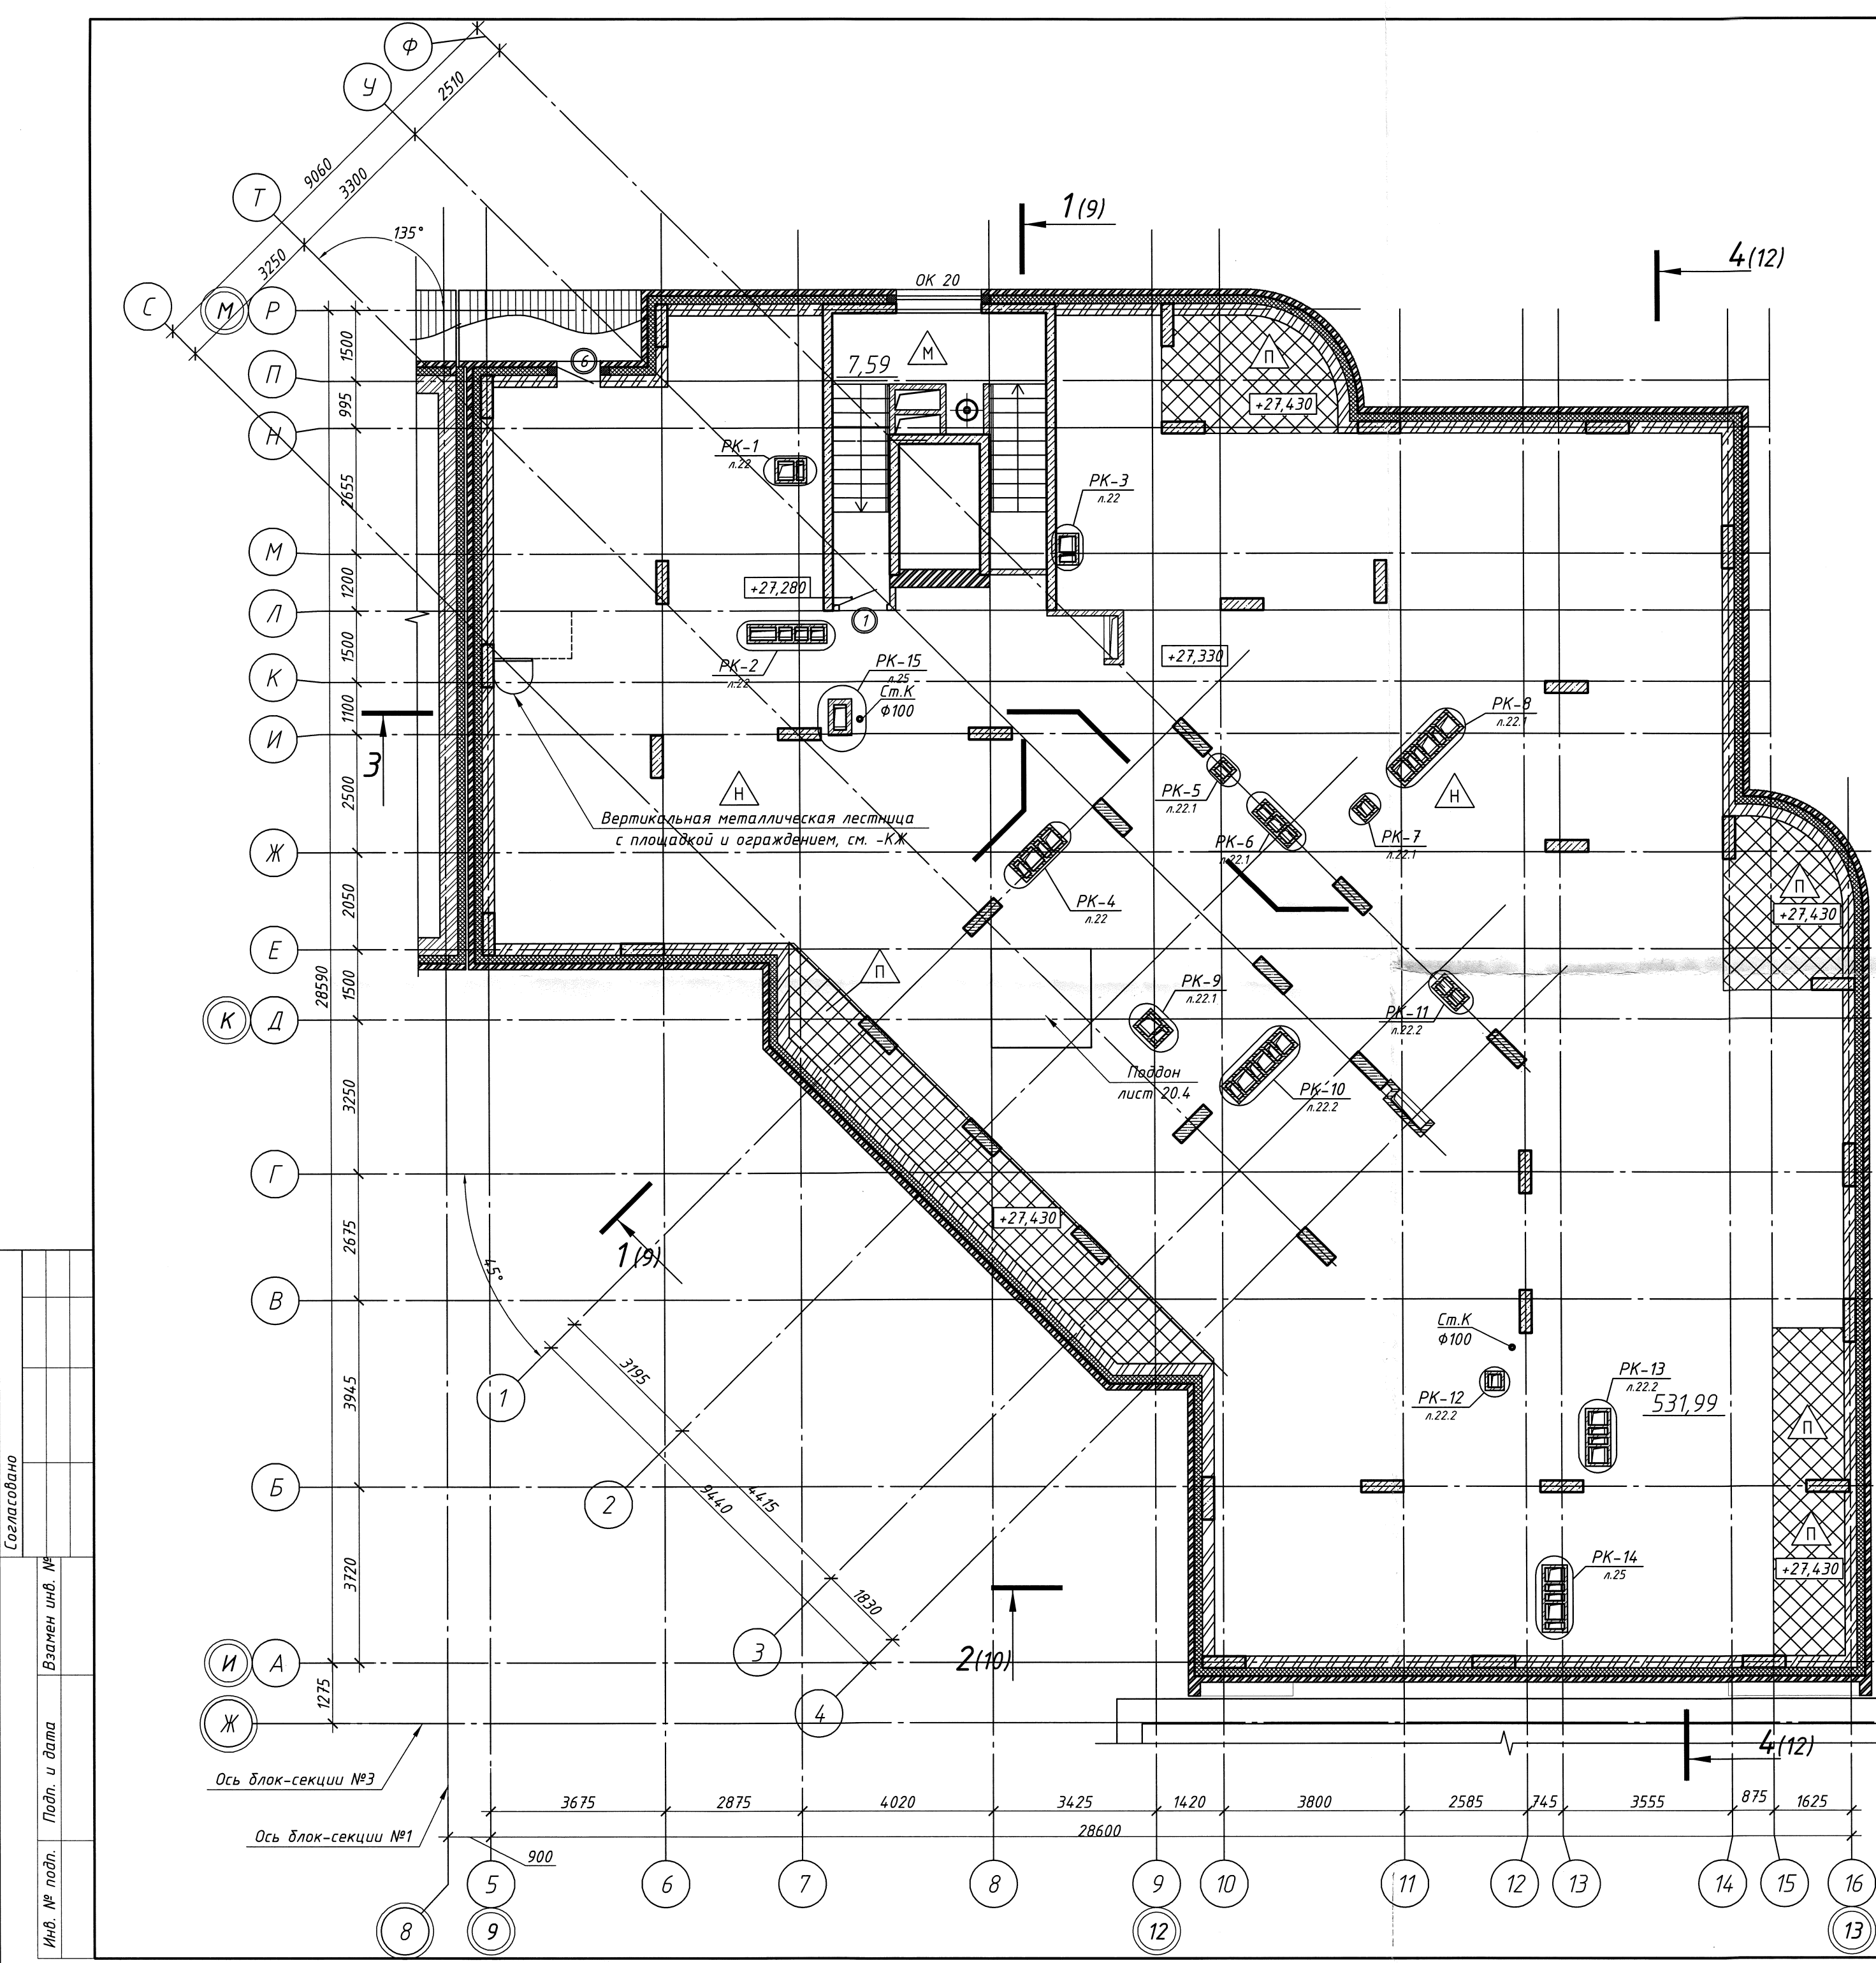 Ф
У
2510
9060
3300
Т
1 (9)
135°
4 (12)
3250
С
М
Р
ОК 20
1500
6
М
П
7,59
П
995
+27,430
Н
РК-1
л.22
РК-3
л.22
2655
М
1200
+27,280
Л
1
1500
РК-2
л.22
РК-15
л.25
+27,330
К
Ст.К
Ф100
1100
РК-8
л.22.1
И
3
Н
РК-5
л.22.1
Н
2500
Вертикальная металлическая лестница
с площадкой и ограждением, см. -КЖ
РК-6
л.22.1
РК-7
л.22.1
Ж
П
2050
РК-4
л.22
+27,430
Е
П
28590
1500
РК-9
л.22.1
К
Д
РК-11
л.22.2
3250
Поддон
лист 20.4
РК-10
л.22.2
Г
+27,430
2675
1 (9)
45°
В
Ст.К
Ф100
3195
РК-13
л.22.2
1
3945
РК-12
л.22.2
531,99
П
Б
2
4415
9440
П
РК-14
л.25
+27,430
3720
1830
И
А
3
2 (10)
1275
4
Ж
4 (12)
Ось блок-секции №3
3675
2875
4020
3425
1420
3800
2585
745
3555
875
1625
Ось блок-секции №1
28600
900
5
6
7
8
9
10
11
12
13
14
15
16
8
9
12
13
Согласовано
Взамен инв. №
Подп. и дата
Инв. № подп.